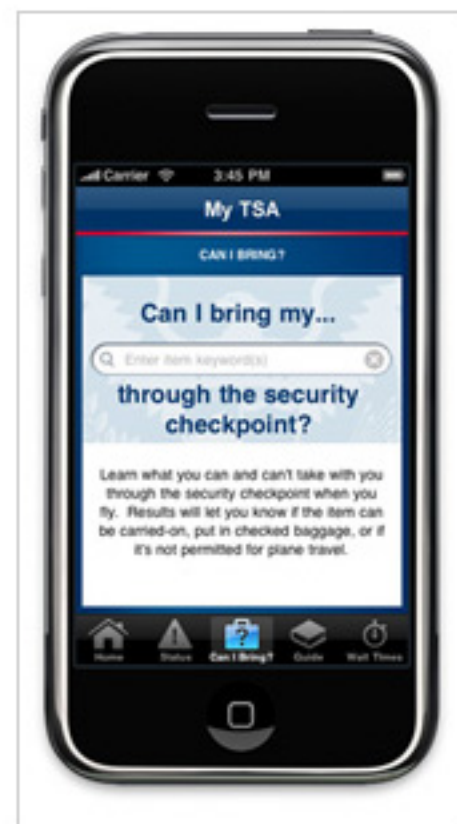 Carrier 3:45 PM
My TSA
CAN I BRING?
Can I bring my...
Enter item keyword(s)
through the security
checkpoint?
Learn what you can and can't take with you
through the security checkpoint when you
fly. Results will let you know if the item can
be carried-on, put in checked baggage, or if
it's not permitted for plane travel.
Home Status Can I Bring? Guide Wait Times